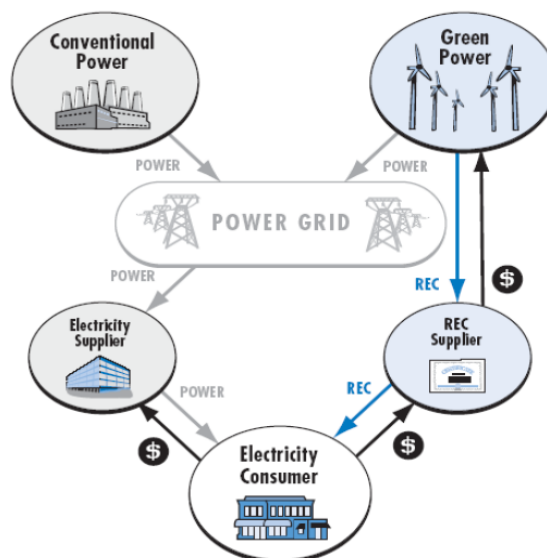 Conventional
Power
Green
Power
POWER
POWER
POWER GRID
POWER
REC
$
Electricity
Supplier
REC
Supplier
POWER
REC
$
$
Electricity
Consumer